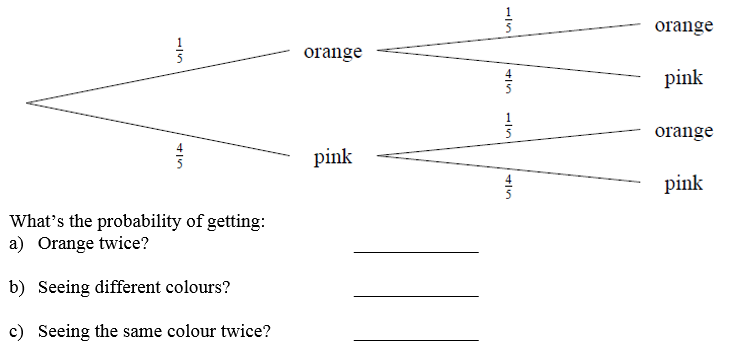 1/5 orange
1/5 orange
4/5 pink
4/5 pink
1/5 orange
4/5 pink
What's the probability of getting:
a) Orange twice?
b) Seeing different colours?
c) Seeing the same colour twice?